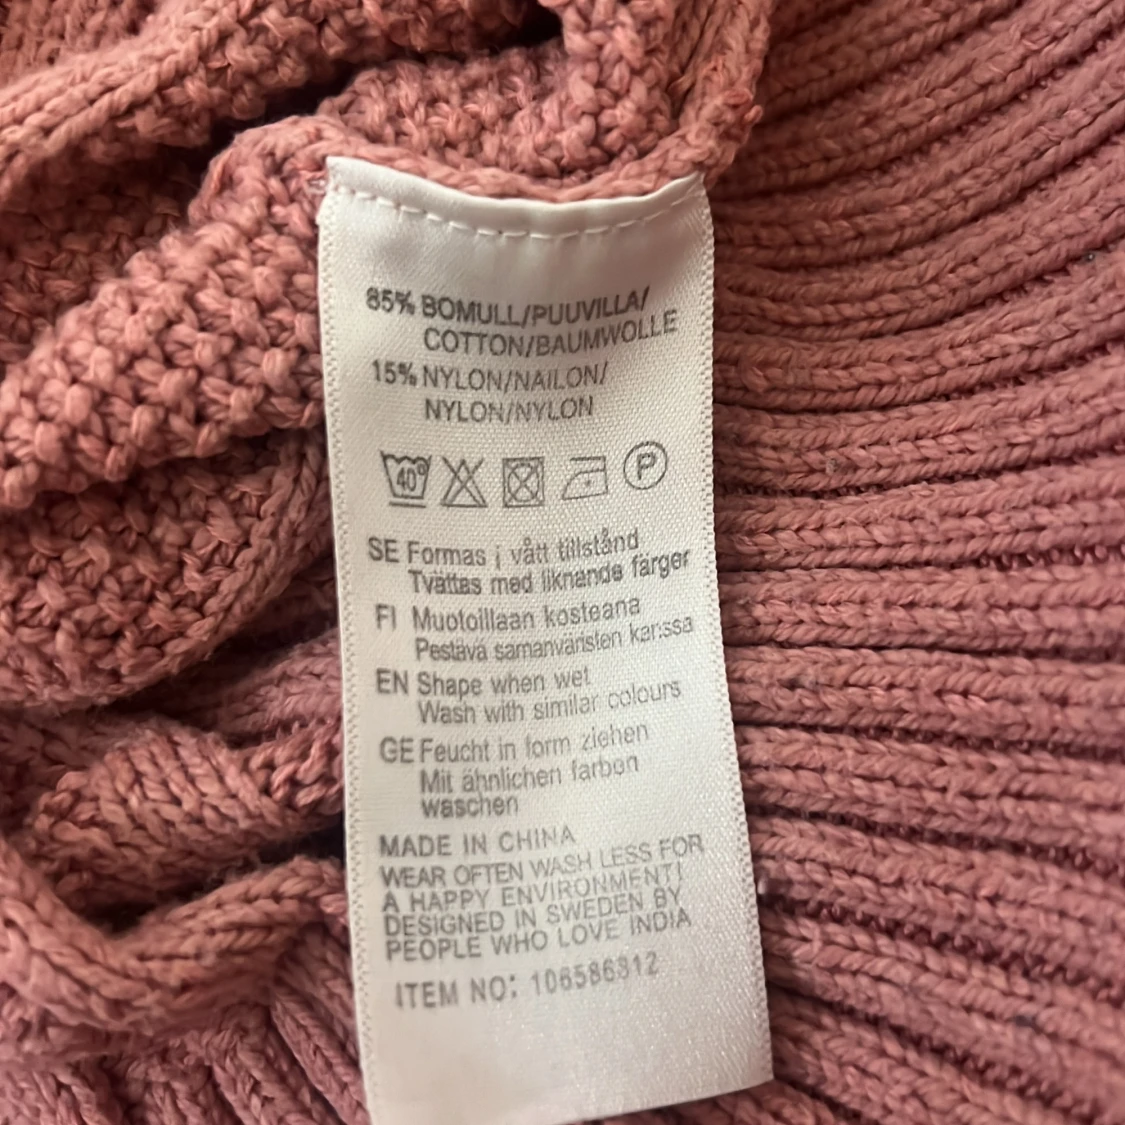 85% BOMULL/PUUVILLA/
COTTON/BAUMWOLLE
15% NYLON/NAILON/
NYLON/NYLON
40° P
SE Formas i vått tillstånd
Tvättas med liknande färger
FI Muotoillaan kosteana
Pestävä samanväristen kanssa
EN Shape when wet
Wash with similar colours
GE Feucht in form ziehen
Mit ähnlichen farben
waschen
MADE IN CHINA
WEAR OFTEN WASH LESS FOR
A HAPPY ENVIRONMENT!
DESIGNED IN SWEDEN BY
PEOPLE WHO LOVE INDIA
ITEM NO: 106586312